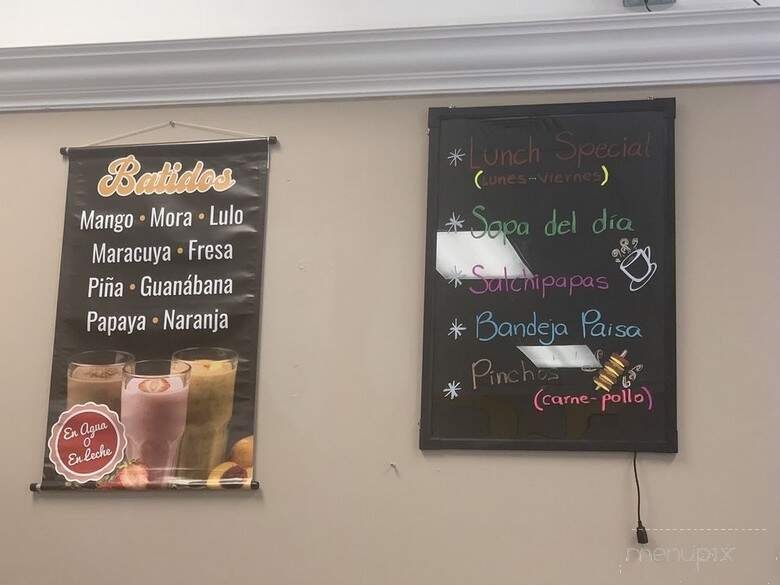 Batidos
Mango • Mora • Lulo
Maracuya • Fresa
Piña • Guanábana
Papaya • Naranja
En Agua
O
En Leche
* Lunch Special
(Lunes-Viernes)
* Sopa del día
* Salchipapas
* Bandeja Paisa
* Pinchos
(carne-pollo)
menupix